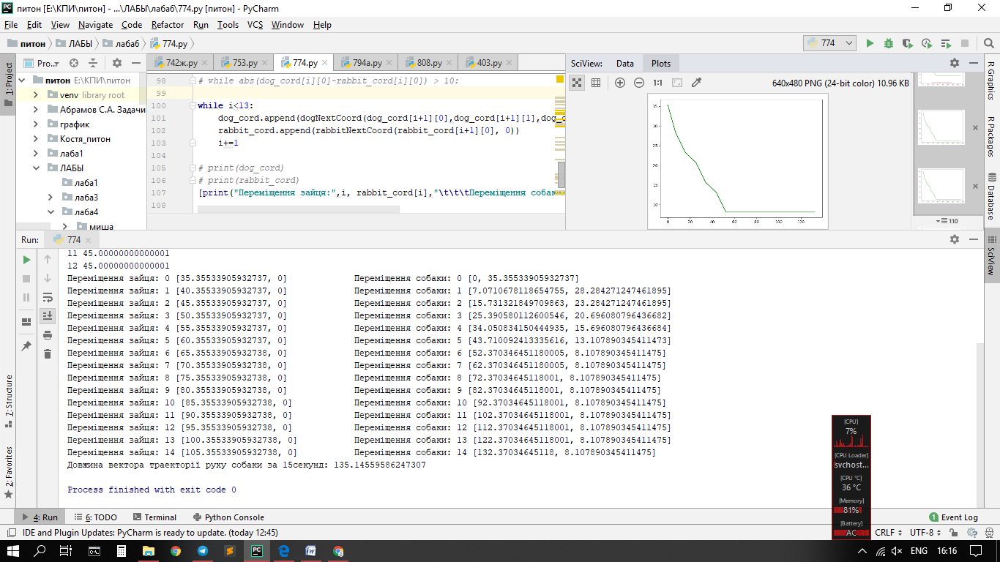 питон [E:\КПИ\питон] - ...\ЛАБЫ\лаба6\774.py [питон] - PyCharm
File Edit View Navigate Code Refactor Run Tools VCS Window Help
питон ЛАБЫ лаба6 774.py
774
1: Project
Pro...
питон E:\КПИ\питон
venv library root
Абрамов С.А. Задачи
график
Костя_питон
лаба1
ЛАБЫ
лаба1
лаба3
лаба4
миша
742ж.py 753.py 774.py 794a.py 808.py 403.py
98 # while abs(dog_cord[i][0]-rabbit_cord[i][0]) > 10:
99
100 while i<13:
101 dog_cord.append(dogNextCoord(dog_cord[i+1][0],dog_cord[i+1][1],dog_c
102 rabbit_cord.append(rabbitNextCoord(rabbit_cord[i+1][0], 0))
103 i+=1
104
105 # print(dog_cord)
106 # print(rabbit_cord)
107 [print("Переміщення зайця:",i, rabbit_cord[i],"\t\t\tПереміщення собаки
108
SciView: Data Plots
1:1
640x480 PNG (24-bit color) 10.96 KB
35
30
25
20
15
10
0 20 40 60 80 100 120
110
R Graphics
R Packages
Database
SciView
Run: 774
11 45.00000000000001
12 45.00000000000001
Переміщення зайця: 0 [35.35533905932737, 0] Переміщення собаки: 0 [0, 35.35533905932737]
Переміщення зайця: 1 [40.35533905932737, 0] Переміщення собаки: 1 [7.0710678118654755, 28.284271247461895]
Переміщення зайця: 2 [45.35533905932737, 0] Переміщення собаки: 2 [15.731321849709863, 23.284271247461895]
Переміщення зайця: 3 [50.35533905932737, 0] Переміщення собаки: 3 [25.390580112600546, 20.696080796436682]
Переміщення зайця: 4 [55.35533905932737, 0] Переміщення собаки: 4 [34.050834150444935, 15.696080796436684]
Переміщення зайця: 5 [60.35533905932737, 0] Переміщення собаки: 5 [43.710092413335616, 13.107890345411473]
Переміщення зайця: 6 [65.35533905932738, 0] Переміщення собаки: 6 [52.370346451180005, 8.107890345411475]
Переміщення зайця: 7 [70.35533905932738, 0] Переміщення собаки: 7 [62.370346451180005, 8.107890345411475]
Переміщення зайця: 8 [75.35533905932738, 0] Переміщення собаки: 8 [72.37034645118001, 8.107890345411475]
Переміщення зайця: 9 [80.35533905932738, 0] Переміщення собаки: 9 [82.37034645118001, 8.107890345411475]
Переміщення зайця: 10 [85.35533905932738, 0] Переміщення собаки: 10 [92.37034645118001, 8.107890345411475]
Переміщення зайця: 11 [90.35533905932738, 0] Переміщення собаки: 11 [102.37034645118001, 8.107890345411475]
Переміщення зайця: 12 [95.35533905932738, 0] Переміщення собаки: 12 [112.37034645118001, 8.107890345411475]
Переміщення зайця: 13 [100.35533905932738, 0] Переміщення собаки: 13 [122.37034645118001, 8.107890345411475]
Переміщення зайця: 14 [105.35533905932738, 0] Переміщення собаки: 14 [132.37034645118, 8.107890345411475]
Довжина вектора траекторії руху собаки за 15секунд: 135.14559586247307
Process finished with exit code 0
7: Structure
2: Favorites
[CPU]
7%
[CPU Loader]
svchost...
[CPU °C]
36 °C
[Memory]
81%
[Battery]
AC
4: Run 6: TODO Terminal Python Console
1 Event Log
IDE and Plugin Updates: PyCharm is ready to update. (today 12:45)
CRLF UTF-8
ENG 16:16